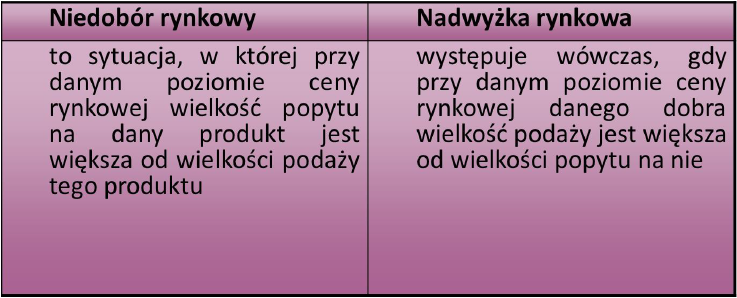 Niedobór rynkowy
to sytuacja, w której przy
danym poziomie ceny
rynkowej wielkość popytu
na dany produkt jest
większa od wielkości podaży
tego produktu
Nadwyżka rynkowa
występuje wówczas, gdy
przy danym poziomie ceny
rynkowej danego dobra
wielkość podaży jest większa
od wielkości popytu na nie